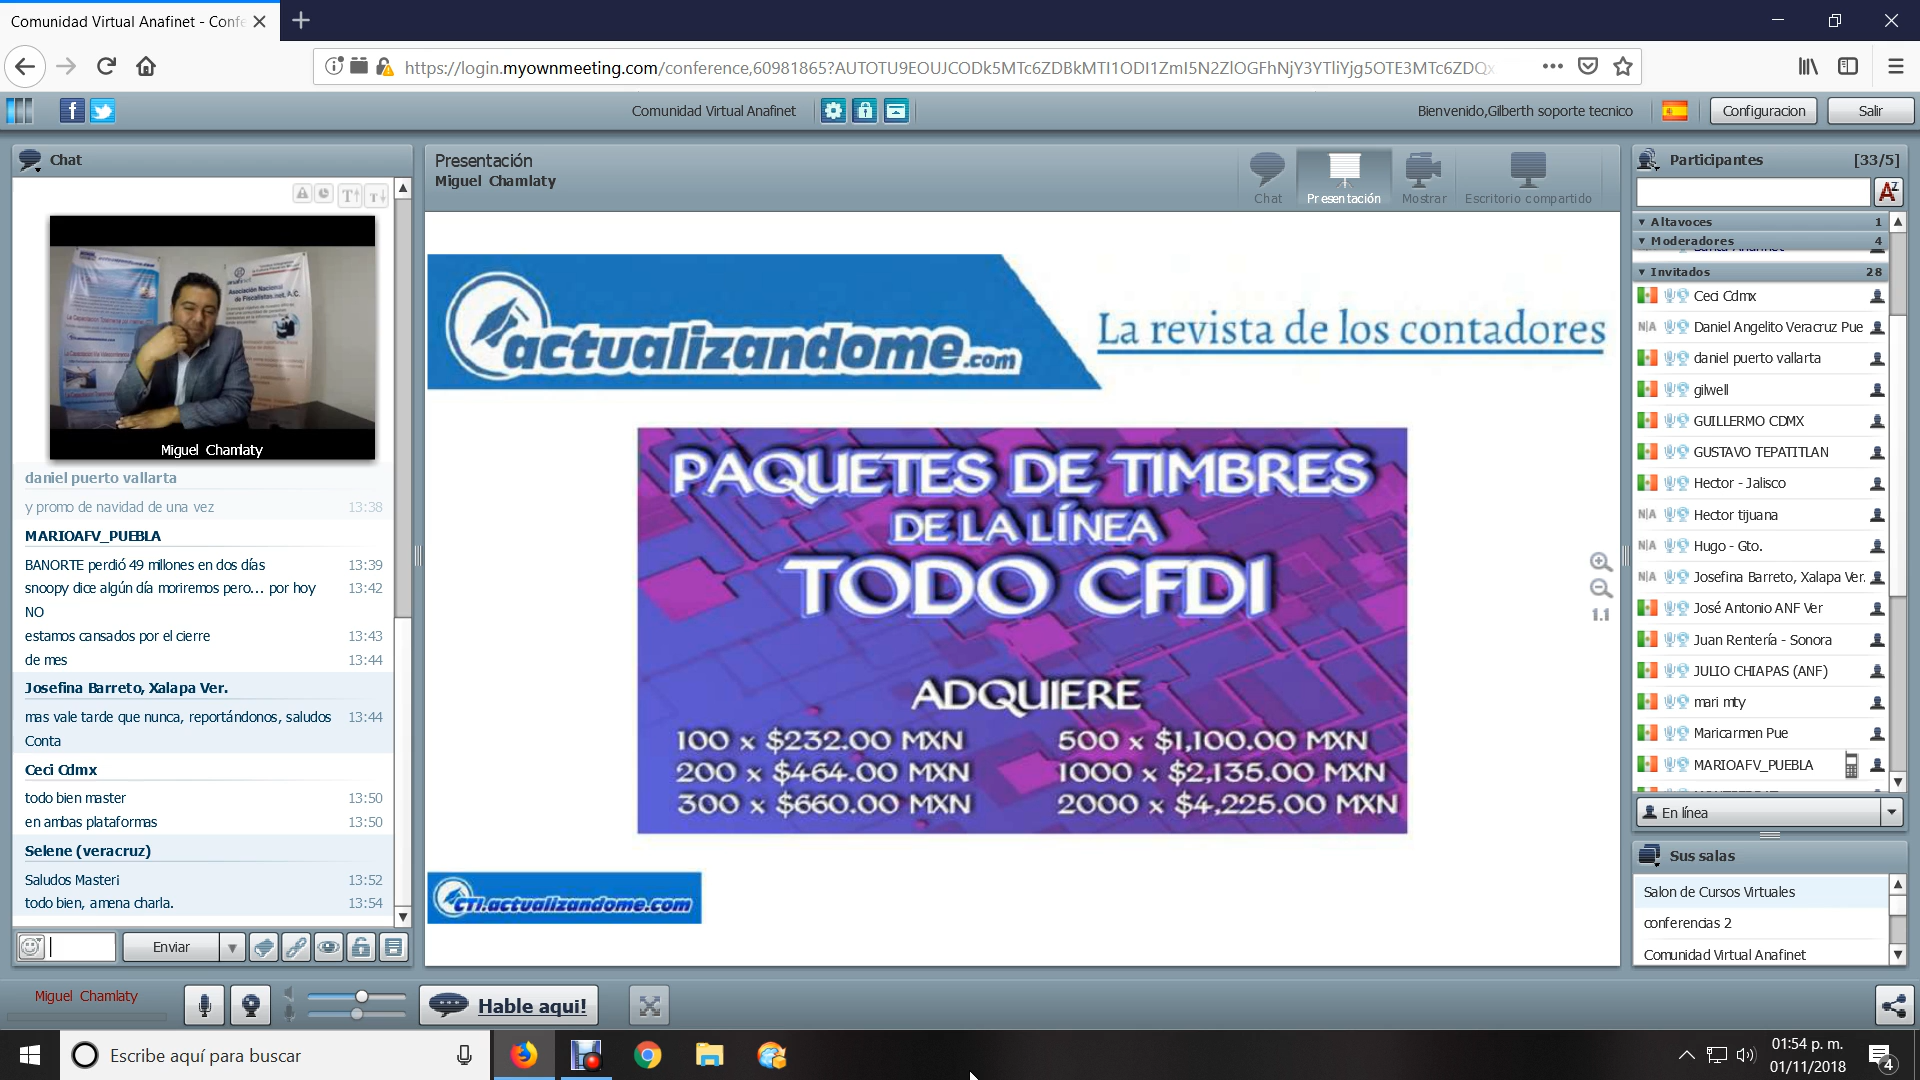 Comunidad Virtual Anafinet - Confe
https://login.myownmeeting.com/conference,60981865?AUTOTU9EOUJCODk5MTc6ZDBkMTI1ODI1ZmI5N2ZlOGFhNjY3YTliYjg5OTE3MTc6ZDQx
Comunidad Virtual Anafinet
Bienvenido,Gilberth soporte tecnico
Configuracion
Salir
Chat
Miguel Chamlaty
daniel puerto vallarta
y promo de navidad de una vez 13:38
MARIOAFV_PUEBLA
BANORTE perdió 49 millones en dos días 13:39
snoopy dice algún día moriremos pero... por hoy 13:42
NO
estamos cansados por el cierre 13:43
de mes 13:44
Josefina Barreto, Xalapa Ver.
mas vale tarde que nunca, reportándonos, saludos 13:44
Conta
Ceci Cdmx
todo bien master 13:50
en ambas plataformas 13:50
Selene (veracruz)
Saludos Masteri 13:52
todo bien, amena charla. 13:54
Enviar
Presentación
Miguel Chamlaty
Chat
Presentación
Mostrar
Escritorio compartido
actualizandome.com
La revista de los contadores
PAQUETES DE TIMBRES
DE LA LÍNEA
TODO CFDI
ADQUIERE
100 x $232.00 MXN 500 x $1,100.00 MXN
200 x $464.00 MXN 1000 x $2,135.00 MXN
300 x $660.00 MXN 2000 x $4,225.00 MXN
CTI.actualizandome.com
1.1
Participantes [33/5]
Altavoces 1
Moderadores 4
Invitados 28
Ceci Cdmx
N|A Daniel Angelito Veracruz Pue
daniel puerto vallarta
gilwell
GUILLERMO CDMX
GUSTAVO TEPATITLAN
Hector - Jalisco
N|A Hector tijuana
N|A Hugo - Gto.
N|A Josefina Barreto, Xalapa Ver.
José Antonio ANF Ver
Juan Rentería - Sonora
JULIO CHIAPAS (ANF)
mari mty
Maricarmen Pue
MARIOAFV_PUEBLA
En línea
Sus salas
Salon de Cursos Virtuales
conferencias 2
Comunidad Virtual Anafinet
Miguel Chamlaty
Hable aqui!
Escribe aquí para buscar
01:54 p. m.
01/11/2018
4